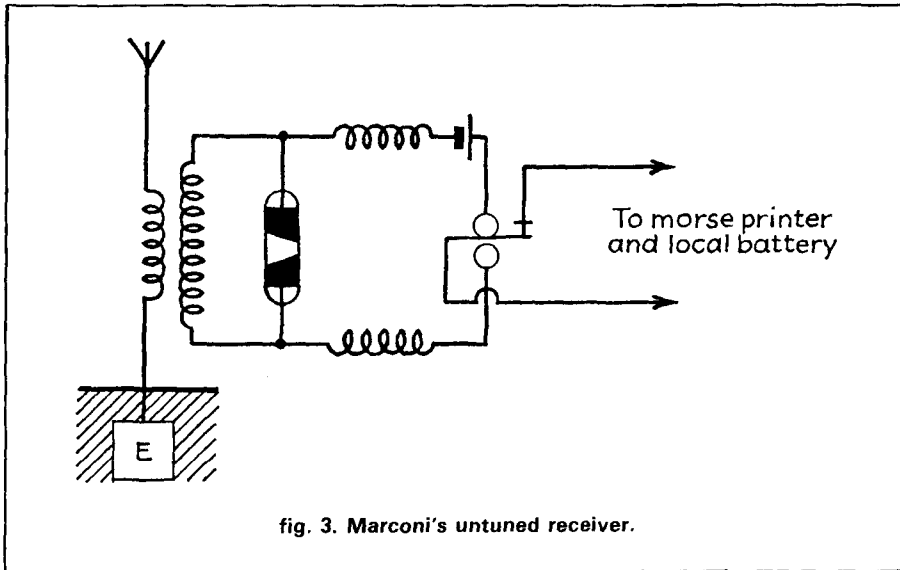 To morse printer
and local battery
E
fig. 3. Marconi's untuned receiver.